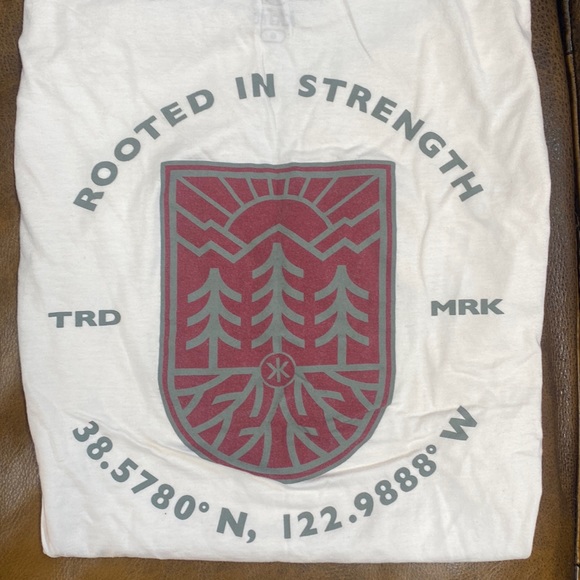 ROOTED IN STRENGTH
TRD
MRK
38.5780° N, 122.9888° W